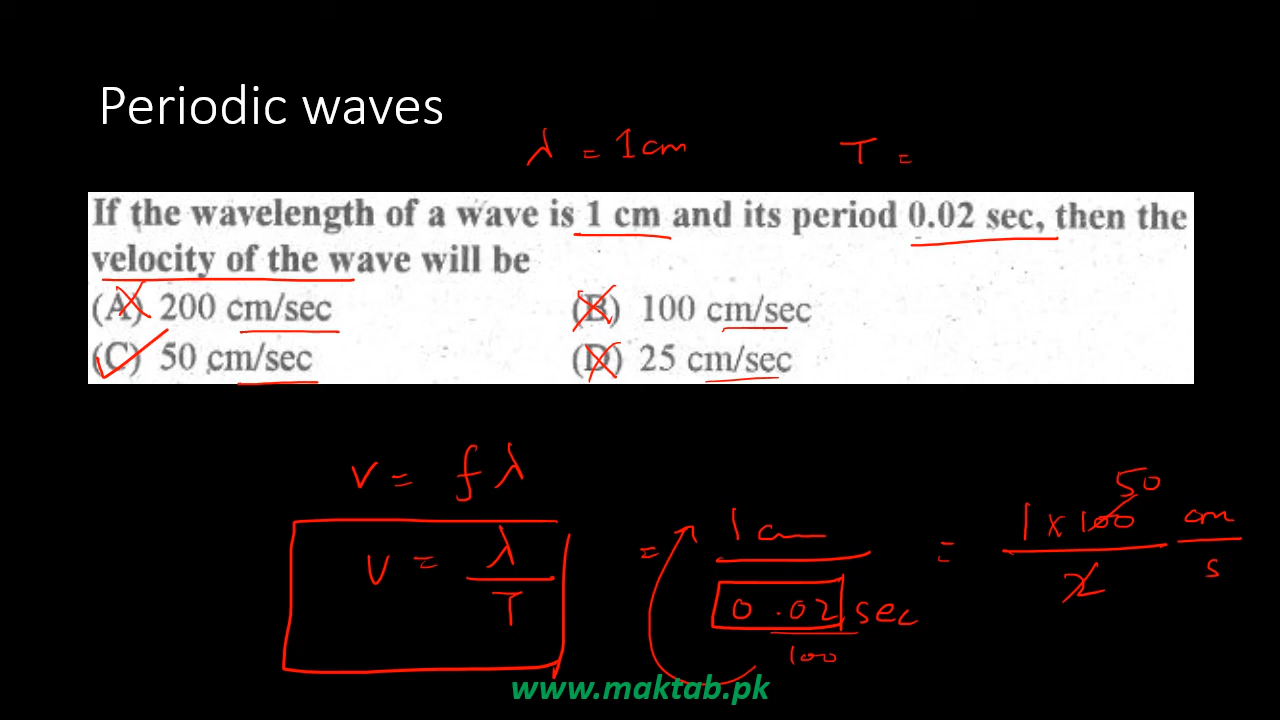 Periodic waves
λ = 1 cm T =
If the wavelength of a wave is 1 cm and its period 0.02 sec, then the
velocity of the wave will be
(A) 200 cm/sec (B) 100 cm/sec
(C) 50 cm/sec (D) 25 cm/sec
v = f λ
v = λ / T = 1 cm / 0.02 sec = 1 x 100 / 2 cm / s
50
100
www.maktab.pk